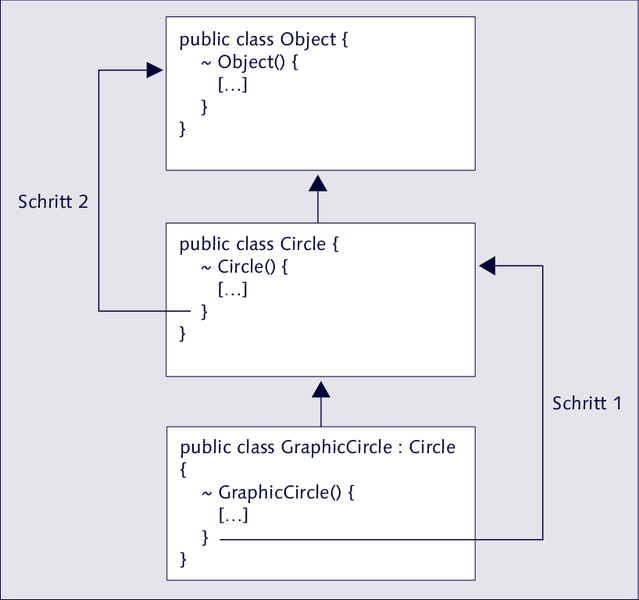 public class Object {
~ Object() {
[...]
}
}
Schritt 2
public class Circle {
~ Circle() {
[...]
}
}
Schritt 1
public class GraphicCircle : Circle
{
~ GraphicCircle() {
[...]
}
}